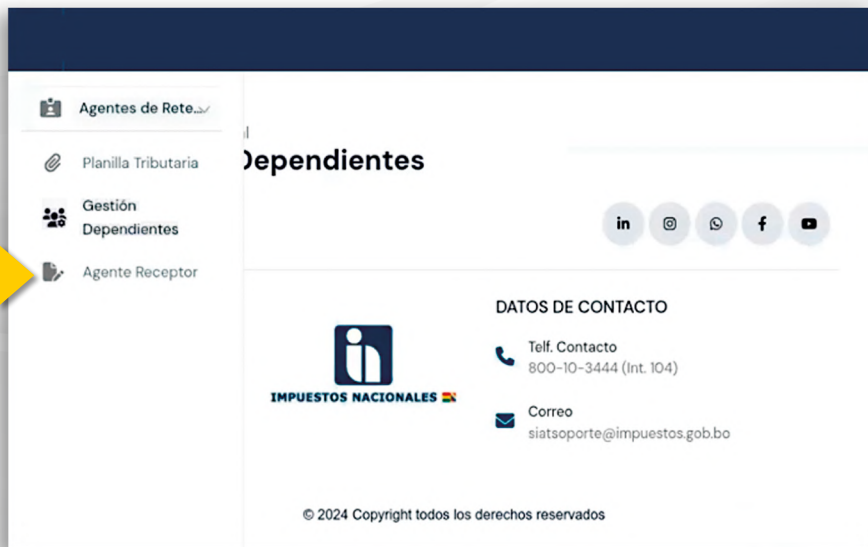 Agentes de Rete...
Planilla Tributaria
Dependientes
Gestión
Dependientes
Agente Receptor
in
f
DATOS DE CONTACTO
Telf. Contacto
800-10-3444 (Int. 104)
IMPUESTOS NACIONALES
Correo
siatsoporte@impuestos.gob.bo
© 2024 Copyright todos los derechos reservados